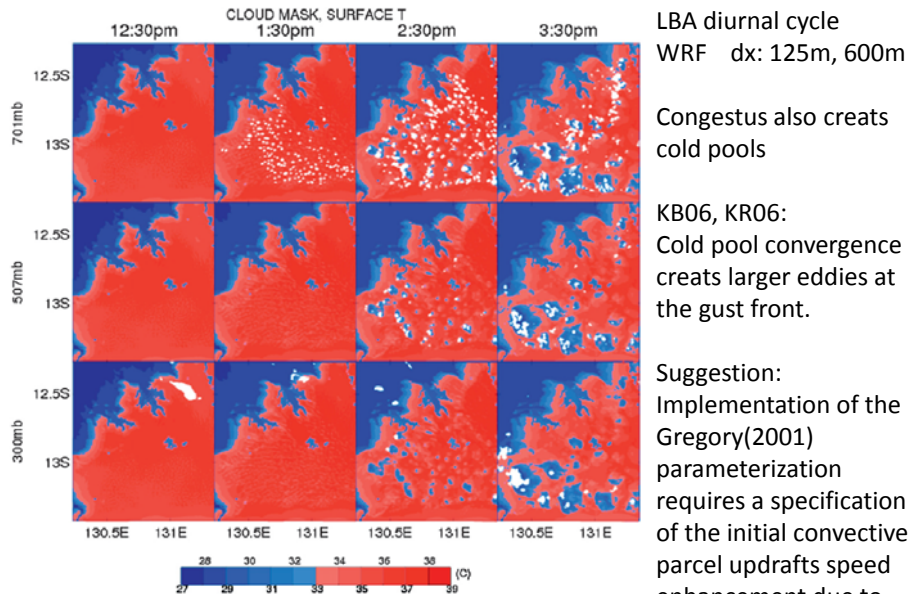 CLOUD MASK, SURFACE T
12:30pm 1:30pm 2:30pm 3:30pm
12.5S
701mb
13S
12.5S
507mb
13S
12.5S
300mb
13S
130.5E 131E 130.5E 131E 130.5E 131E 130.5E 131E
28 30 32 34 36 38
(C)
27 29 31 33 35 37 39
LBA diurnal cycle
WRF dx: 125m, 600m
Congestus also creats
cold pools
KB06, KR06:
Cold pool convergence
creats larger eddies at
the gust front.
Suggestion:
Implementation of the
Gregory(2001)
parameterization
requires a specification
of the initial convective
parcel updrafts speed
enhancement due to